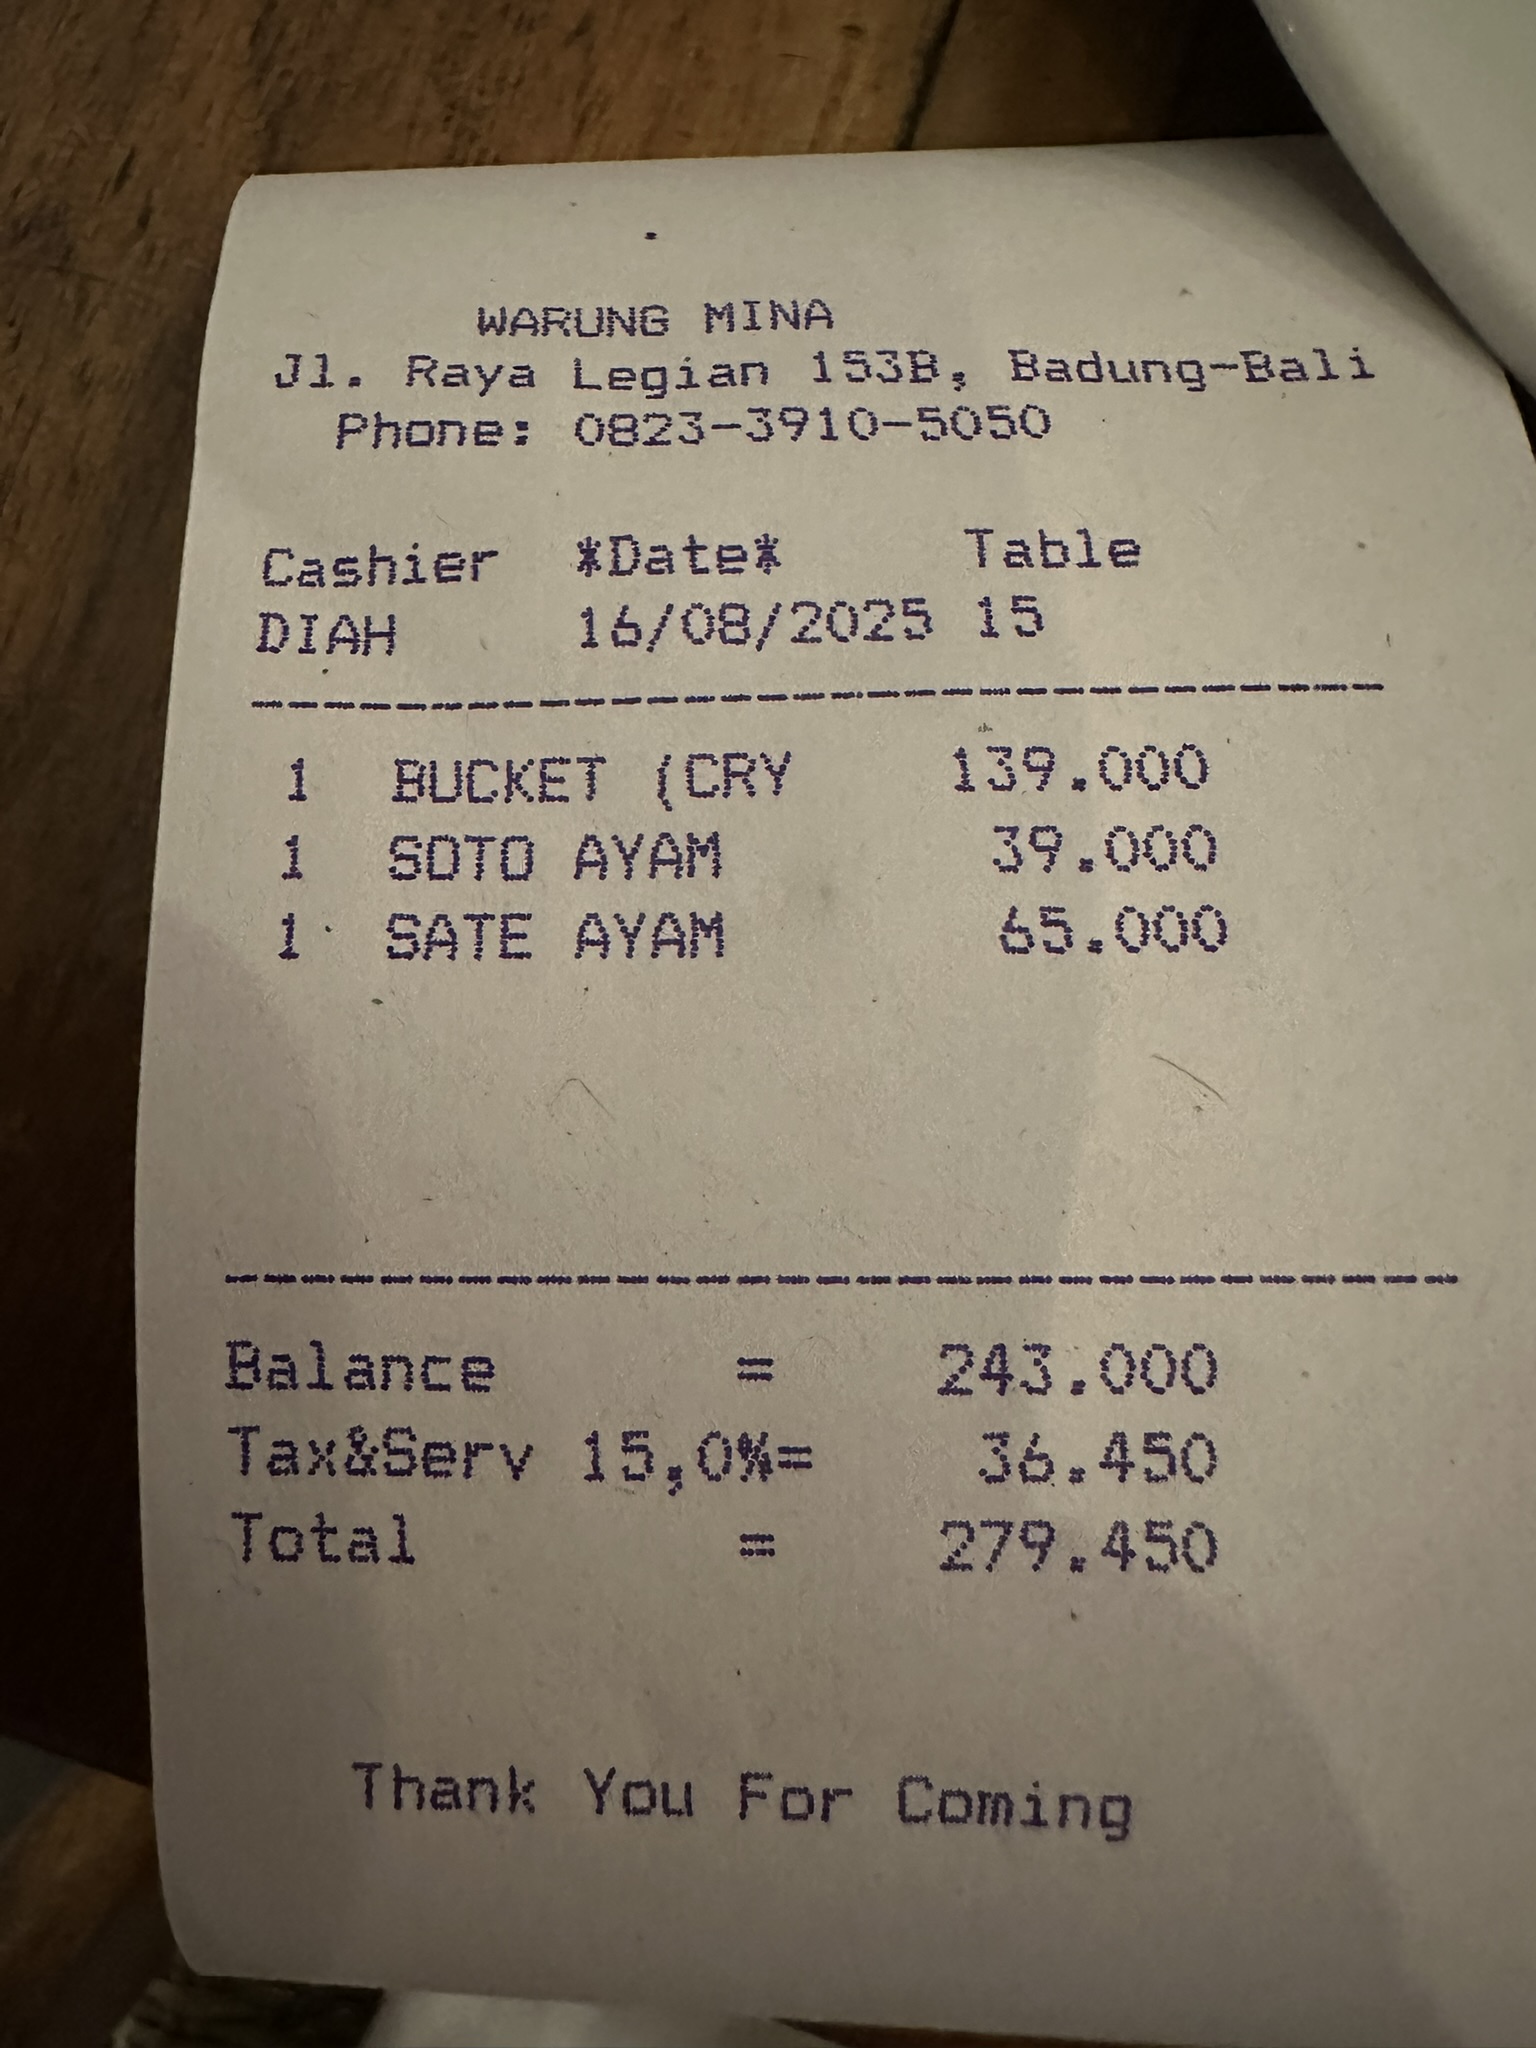 WARUNG MINA
Jl. Raya Legian 153B, Badung-Bali
Phone: 0823-3910-5050
Cashier *Date* Table
DIAH 16/08/2025 15
1 BUCKET (CRY 139.000
1 SOTO AYAM 39.000
1 SATE AYAM 65.000
Balance = 243.000
Tax&Serv 15,0%= 36.450
Total = 279.450
Thank You For Coming